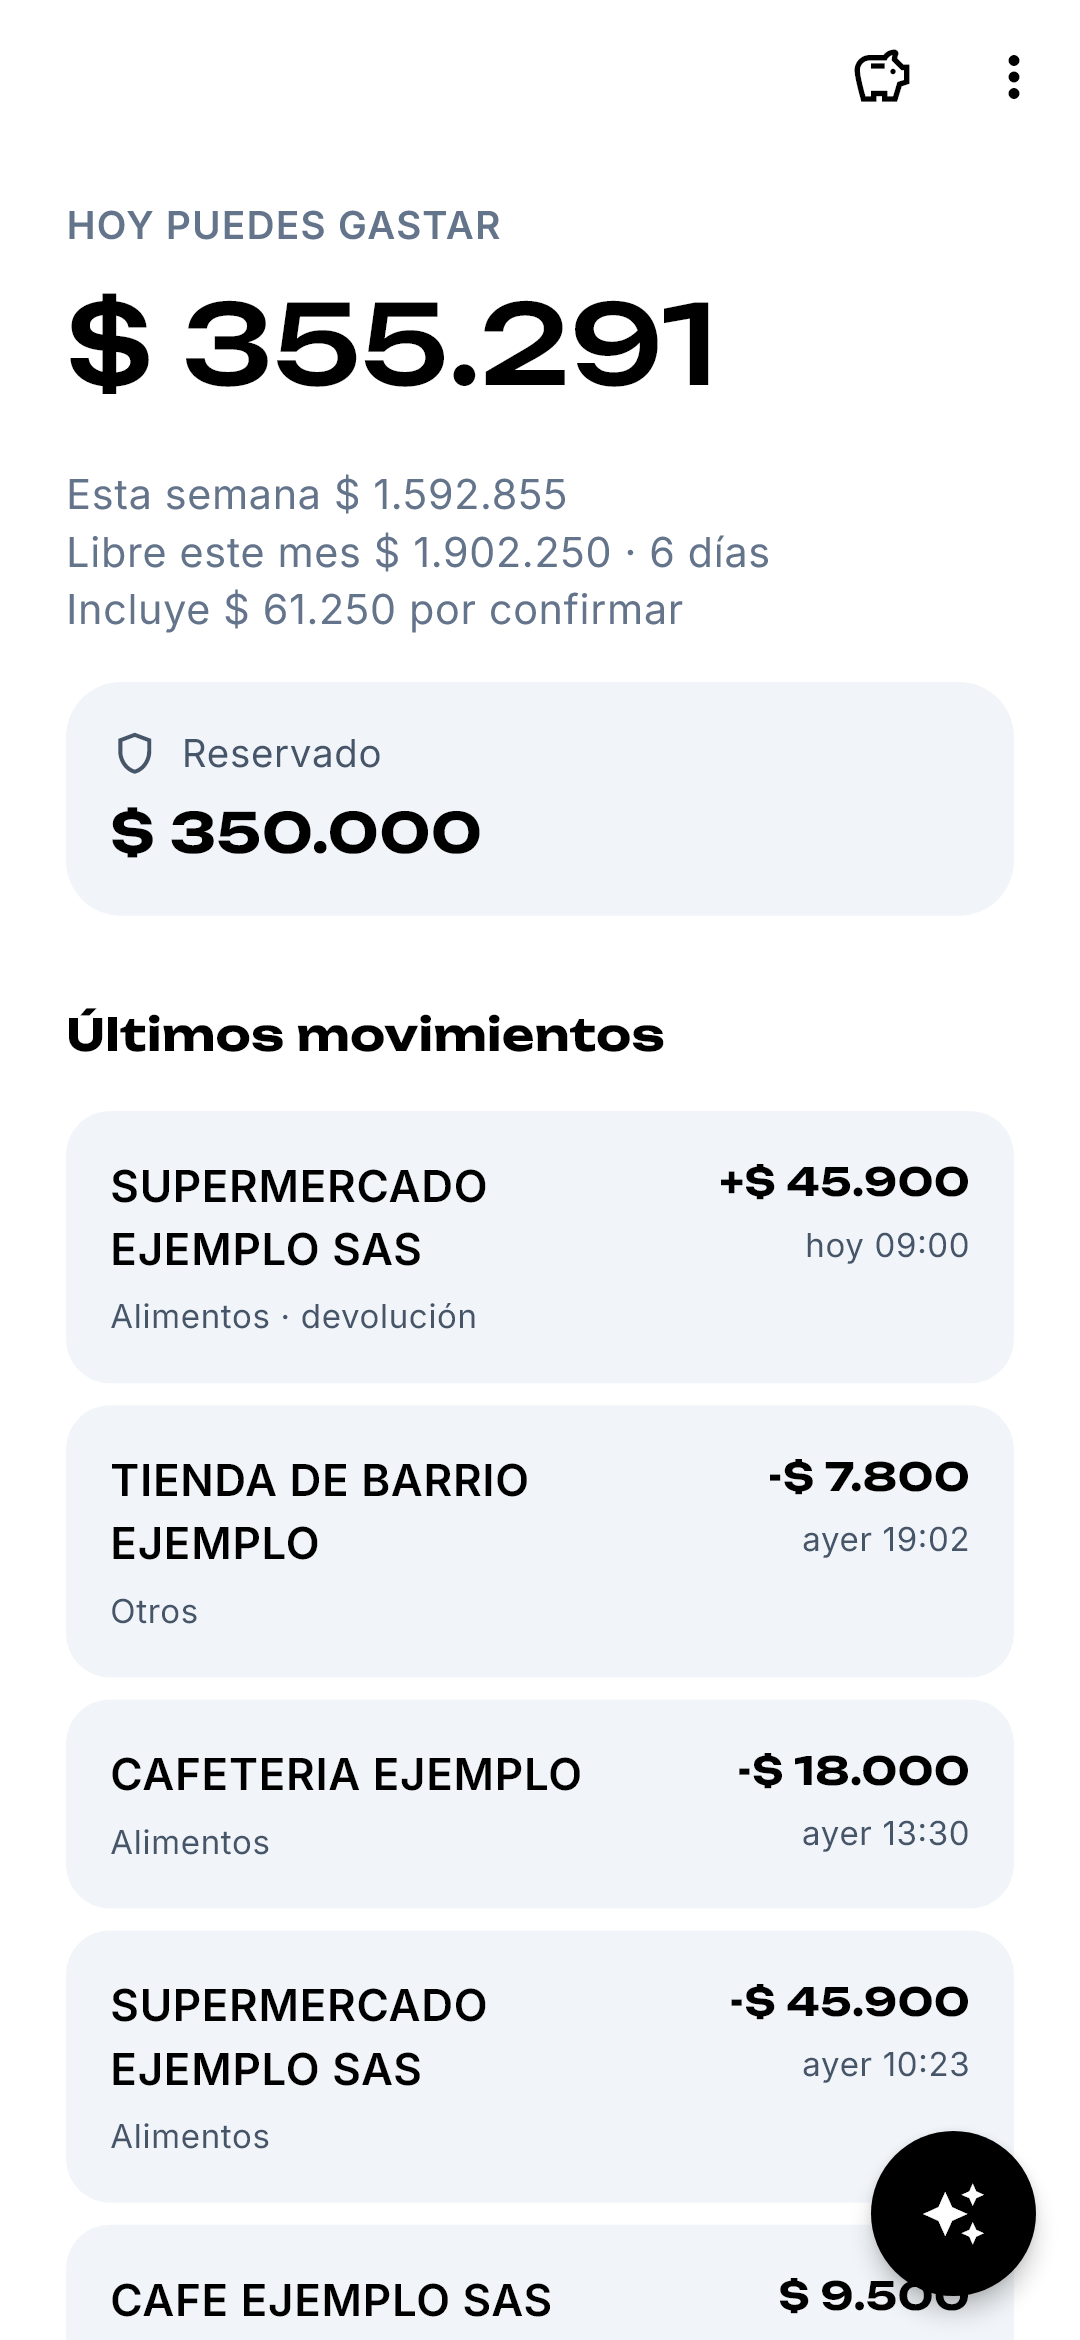 HOY PUEDES GASTAR
$ 355.291
Esta semana $ 1.592.855
Libre este mes $ 1.902.250 · 6 días
Incluye $ 61.250 por confirmar
Reservado
$ 350.000
Últimos movimientos
SUPERMERCADO
EJEMPLO SAS
+$ 45.900
hoy 09:00
Alimentos · devolución
TIENDA DE BARRIO
EJEMPLO
-$ 7.800
ayer 19:02
Otros
CAFETERIA EJEMPLO
-$ 18.000
ayer 13:30
Alimentos
SUPERMERCADO
EJEMPLO SAS
-$ 45.900
ayer 10:23
Alimentos
CAFE EJEMPLO SAS
$ 9.500